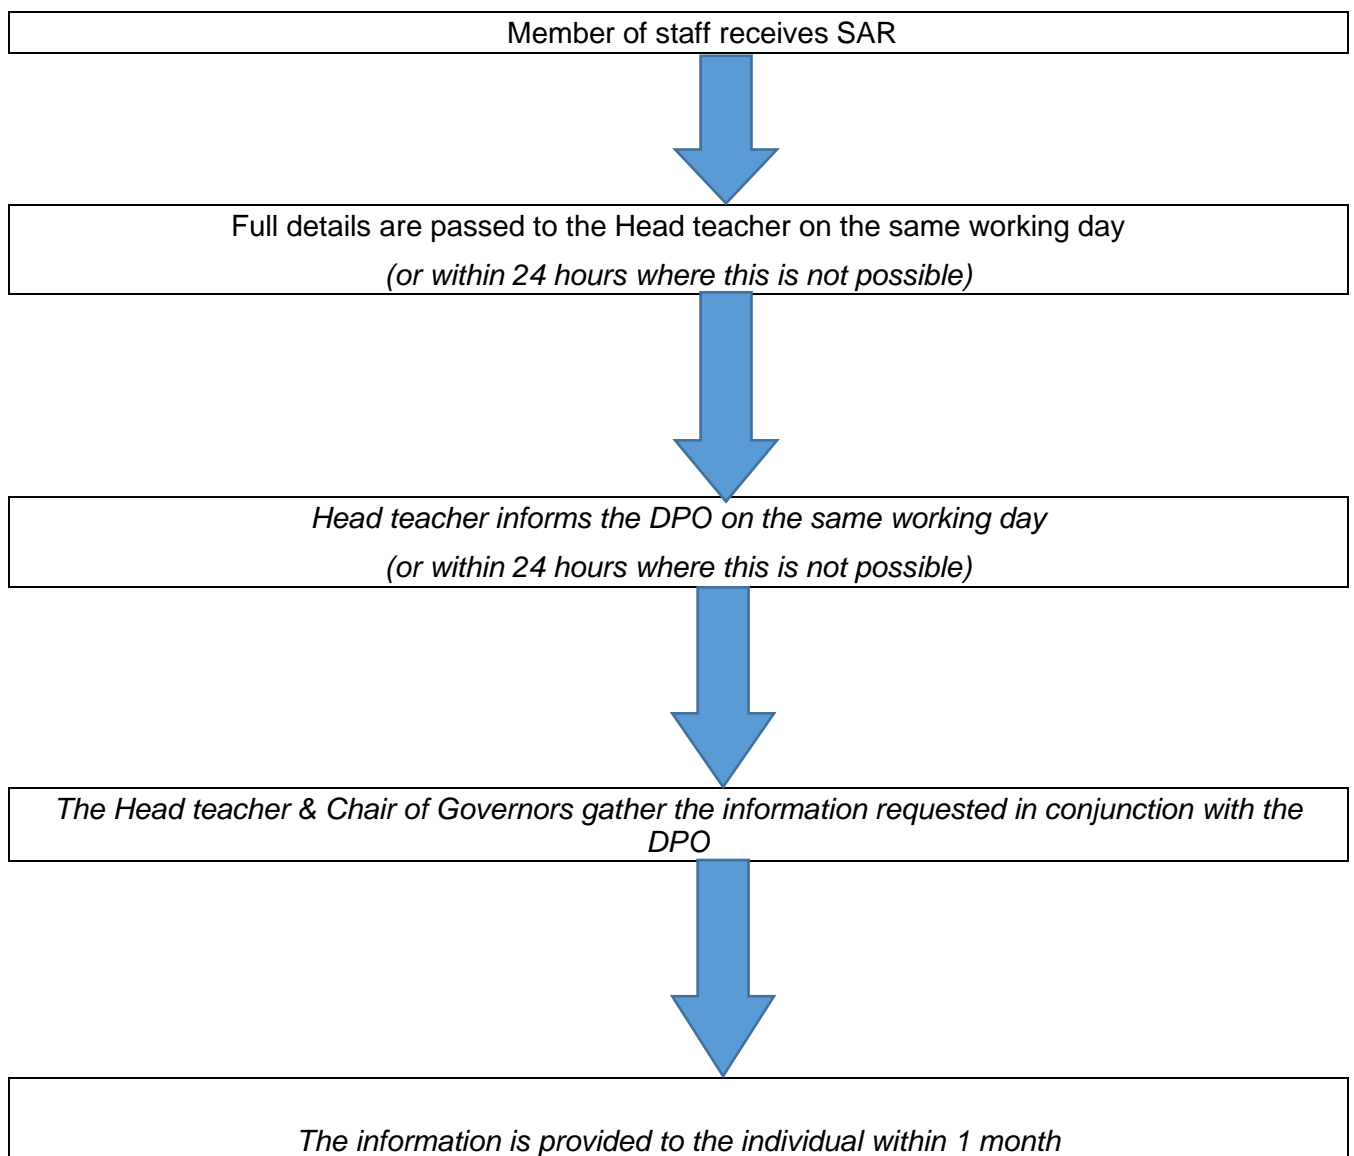 Member of staff receives SAR
Full details are passed to the Head teacher on the same working day
(or within 24 hours where this is not possible)
Head teacher informs the DPO on the same working day
(or within 24 hours where this is not possible)
The Head teacher & Chair of Governors gather the information requested in conjunction with the
DPO
The information is provided to the individual within 1 month